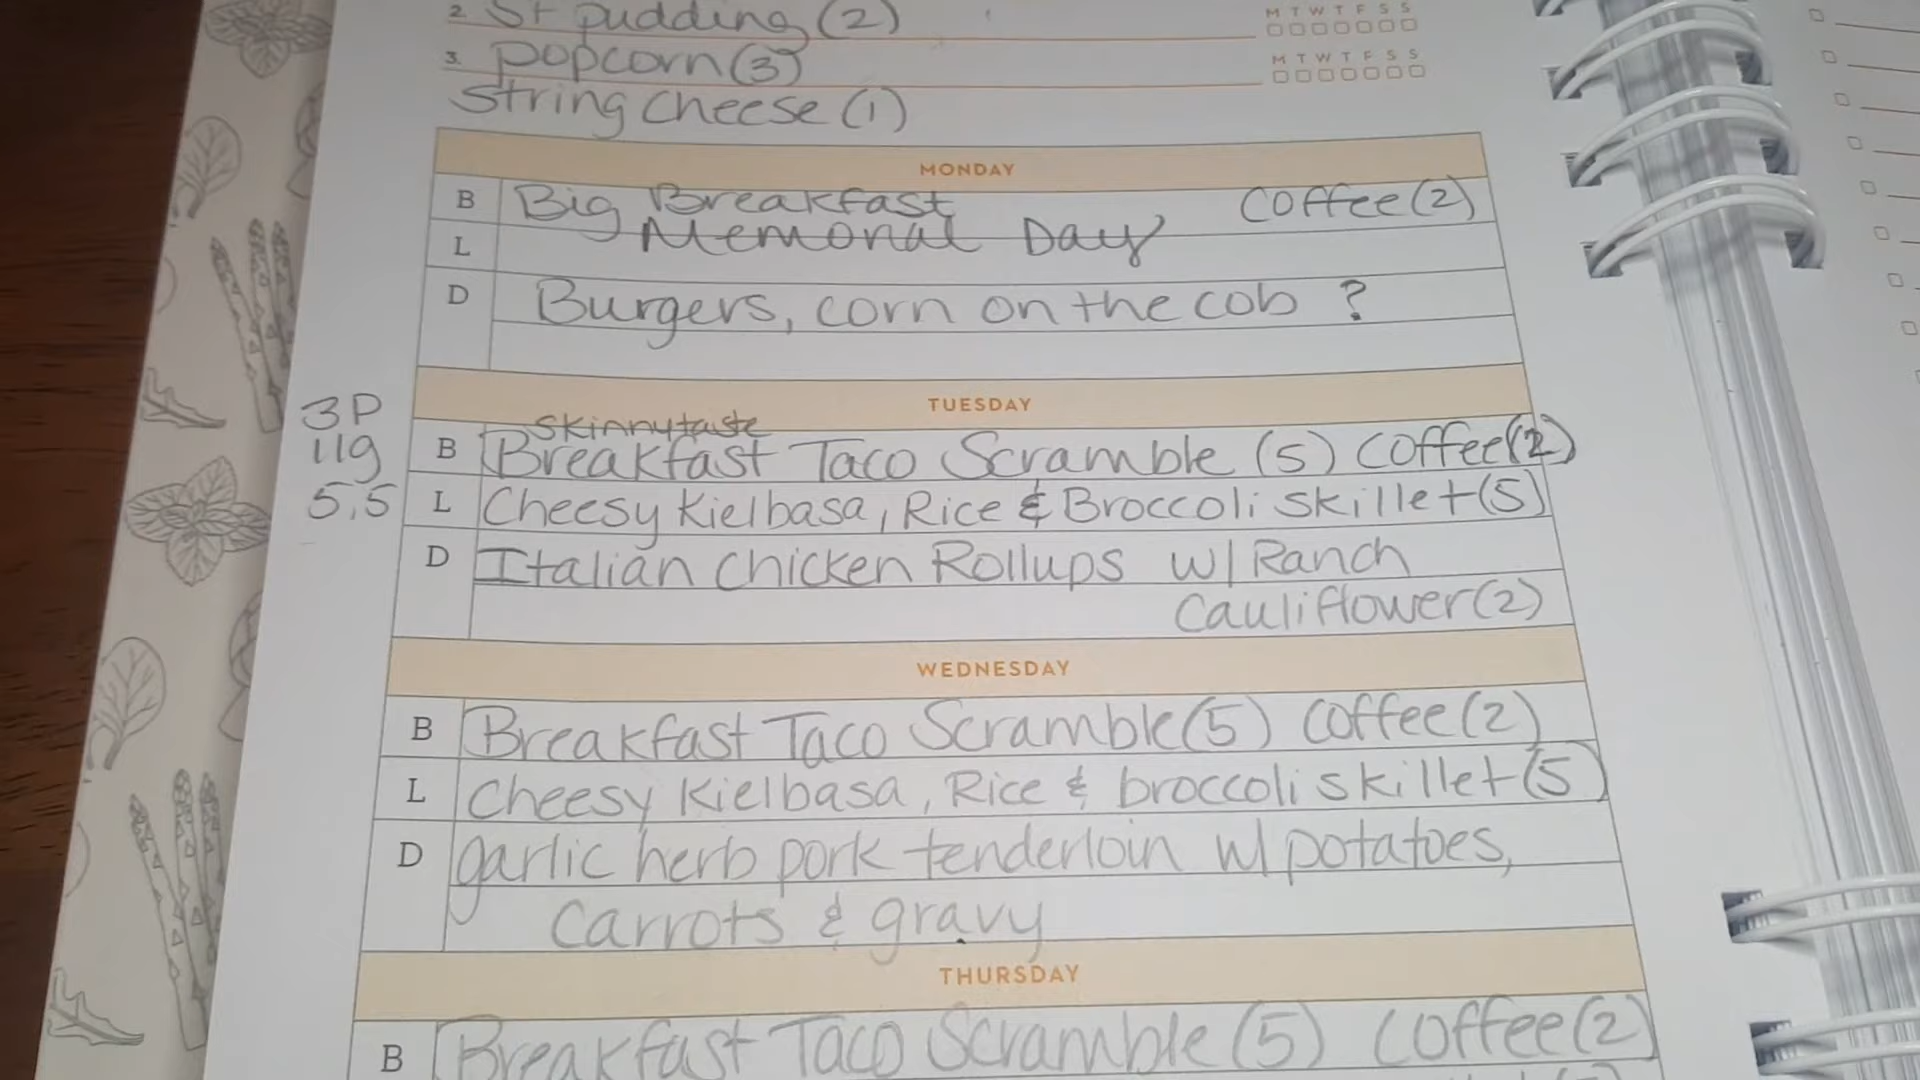 2. SF pudding (2)
M T W T F S S
3. popcorn (3)
M T W T F S S
String cheese (1)
MONDAY
B Big Breakfast Coffee (2)
Memorial Day
L
D Burgers, corn on the cob ?
TUESDAY
3P
11g
5.5
skinnytaste
B Breakfast Taco Scramble (5) Coffee (2)
L Cheesy Kielbasa, Rice & Broccoli skillet (5)
D Italian Chicken Rollups w/ Ranch
Cauliflower (2)
WEDNESDAY
B Breakfast Taco Scramble (5) Coffee (2)
L Cheesy Kielbasa, Rice & broccoli skillet (5)
D garlic herb pork tenderloin w/ potatoes,
Carrots & gravy
THURSDAY
B Breakfast Taco Scramble (5) Coffee (2)